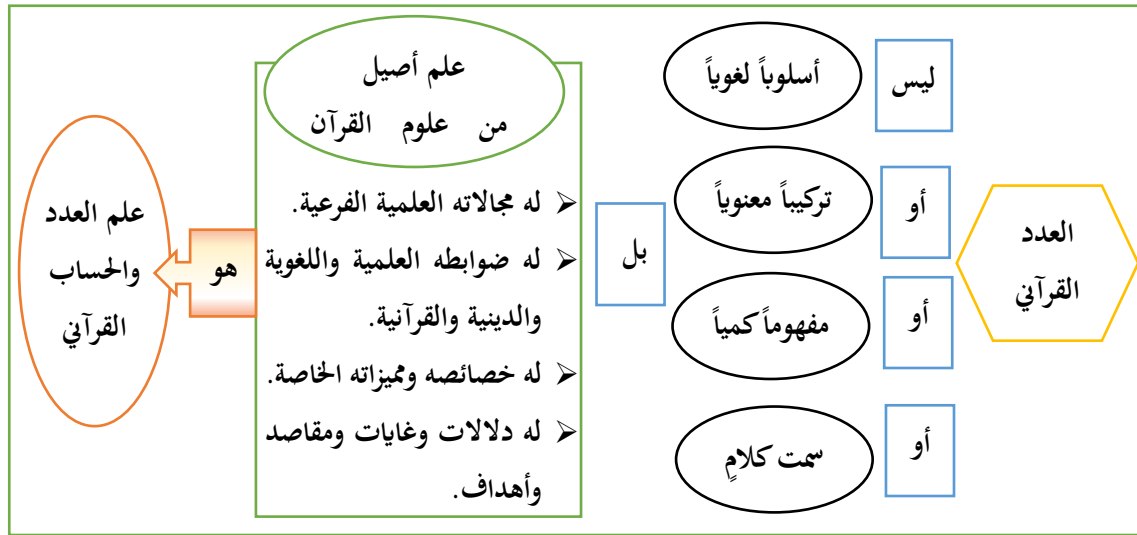 العدد
القرآني
ليس
أسلوباً لغوياً
أو
تركيباً معنوياً
أو
مفهوماً كمياً
أو
سمت كلامٍ
بل
علم أصيل
من علوم القرآن
له مجالاته العلمية الفرعية.
له ضوابطه العلمية واللغوية
والدينية والقرآنية.
له خصائصه ومميزاته الخاصة.
له دلالات وغايات ومقاصد
وأهداف.
هو
علم العدد
والحساب
القرآني